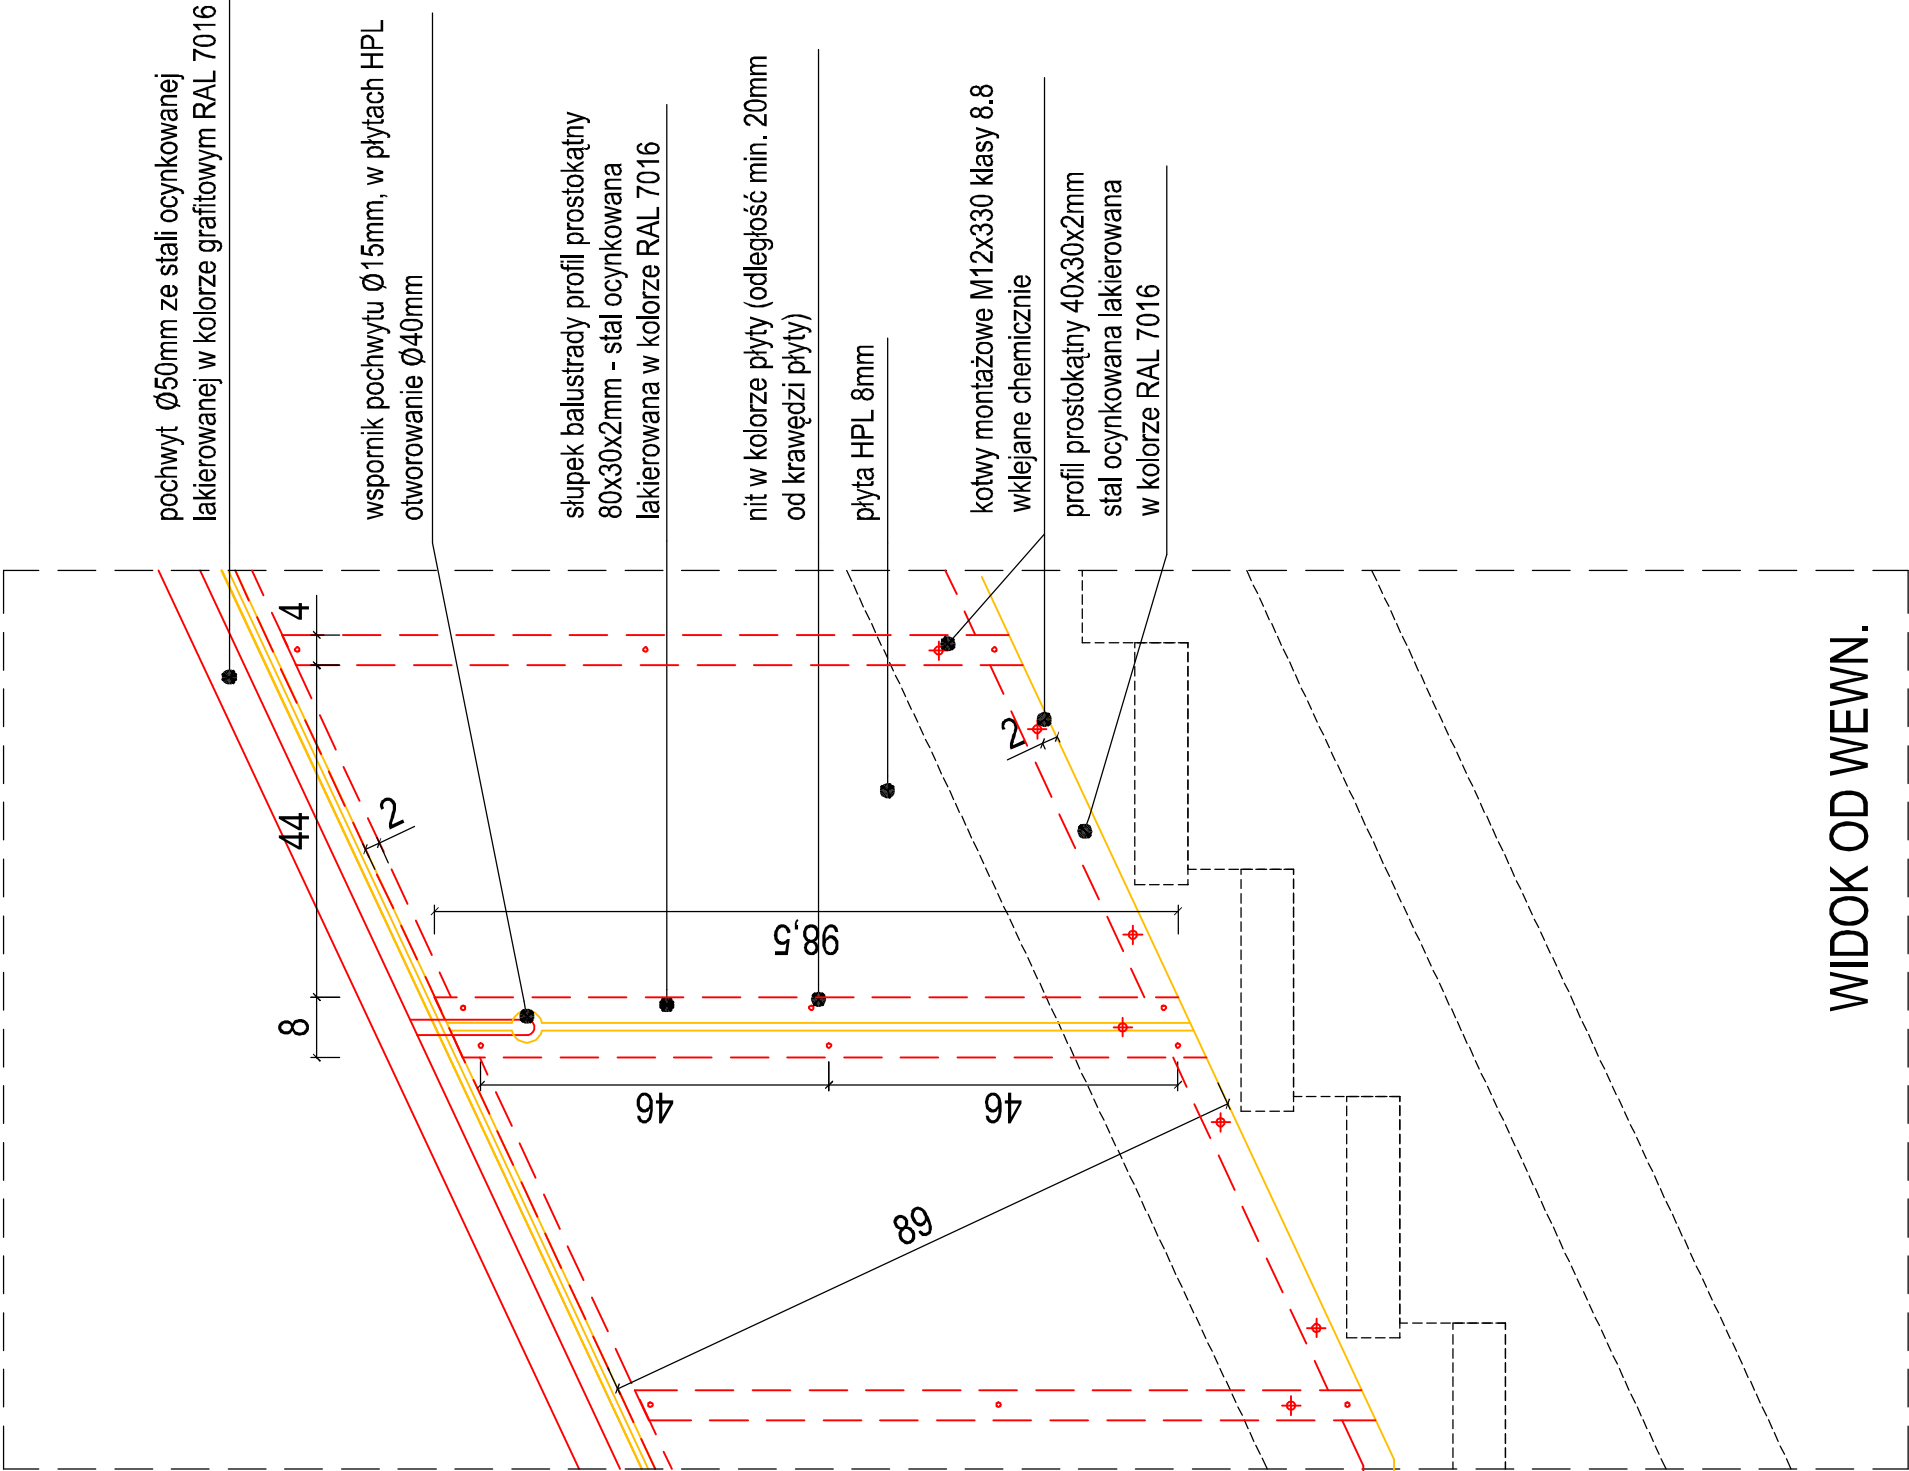 pochwyt Ø50mm ze stali ocynkowanej
lakierowanej w kolorze grafitowym RAL 7016
wspornik pochwytu Ø15mm, w płytach HPL
otworowanie Ø40mm
słupek balustrady profil prostokątny
80x30x2mm - stal ocynkowana
lakierowana w kolorze RAL 7016
nit w kolorze płyty (odległość min. 20mm
od krawędzi płyty)
płyta HPL 8mm
kotwy montażowe M12x330 klasy 8.8
wklejane chemicznie
profil prostokątny 40x30x2mm
stal ocynkowana lakierowana
w kolorze RAL 7016
4
44
8
2
2
98,5
46
46
89
WIDOK OD WEWN.